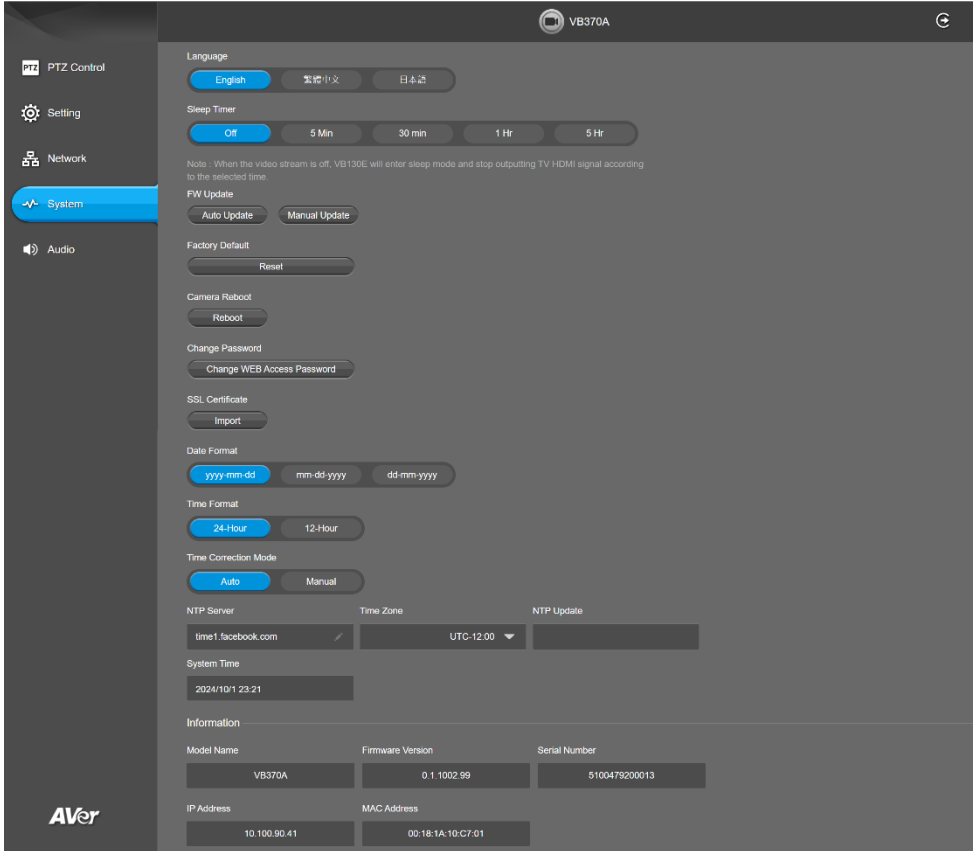 VB370A
PTZ PTZ Control
Setting
Network
System
Audio
Language
English 繁體中文 日本語
Sleep Timer
Off 5 Min 30 min 1 Hr 5 Hr
Note : When the video stream is off, VB130E will enter sleep mode and stop outputting TV HDMI signal according
to the selected time.
FW Update
Auto Update Manual Update
Factory Default
Reset
Camera Reboot
Reboot
Change Password
Change WEB Access Password
SSL Certificate
Import
Date Format
yyyy-mm-dd mm-dd-yyyy dd-mm-yyyy
Time Format
24-Hour 12-Hour
Time Correction Mode
Auto Manual
NTP Server Time Zone NTP Update
time1.facebook.com UTC-12:00
System Time
2024/10/1 23:21
Information
Model Name Firmware Version Serial Number
VB370A 0.1.1002.99 5100479200013
IP Address MAC Address
10.100.90.41 00:18:1A:10:C7:01
AVer